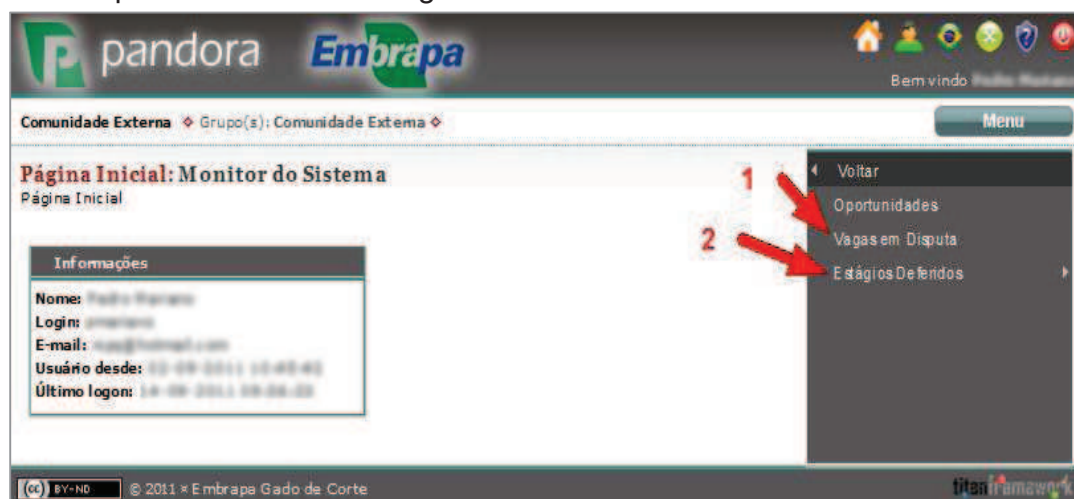 pandora Embrapa
Bem vindo
Comunidade Externa Grupo(s): Comunidade Externa
Menu
Página Inicial: Monitor do Sistema
Página Inicial
1
2
Voltar
Oportunidades
Vagas em Disputa
Estágios Deferidos
Informações
Nome:
Login:
E-mail:
Usuário desde:
Último logon:
(cc) BY-ND © 2011 × Embrapa Gado de Corte
titanframework